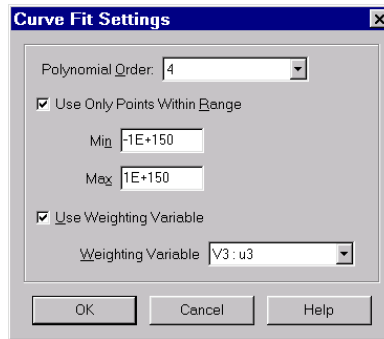 Curve Fit Settings
Polynomial Order: 4
Use Only Points Within Range
Min -1E+150
Max 1E+150
Use Weighting Variable
Weighting Variable V3 : u3
OK Cancel Help